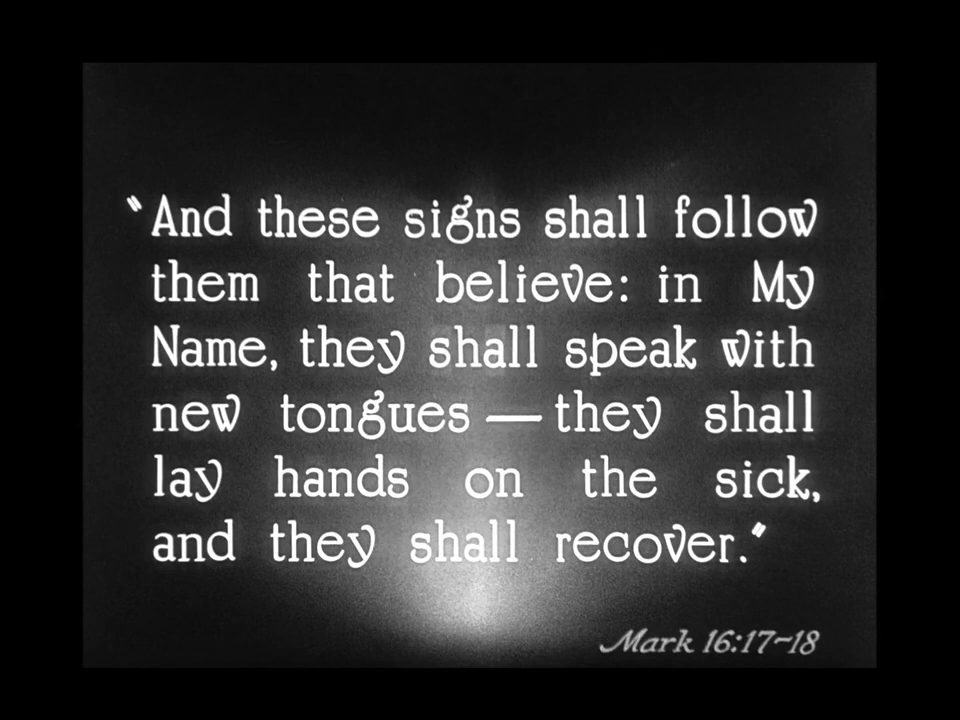 "And these signs shall follow
them that believe: in My
Name, they shall speak with
new tongues — they shall
lay hands on the sick,
and they shall recover."
Mark 16:17-18